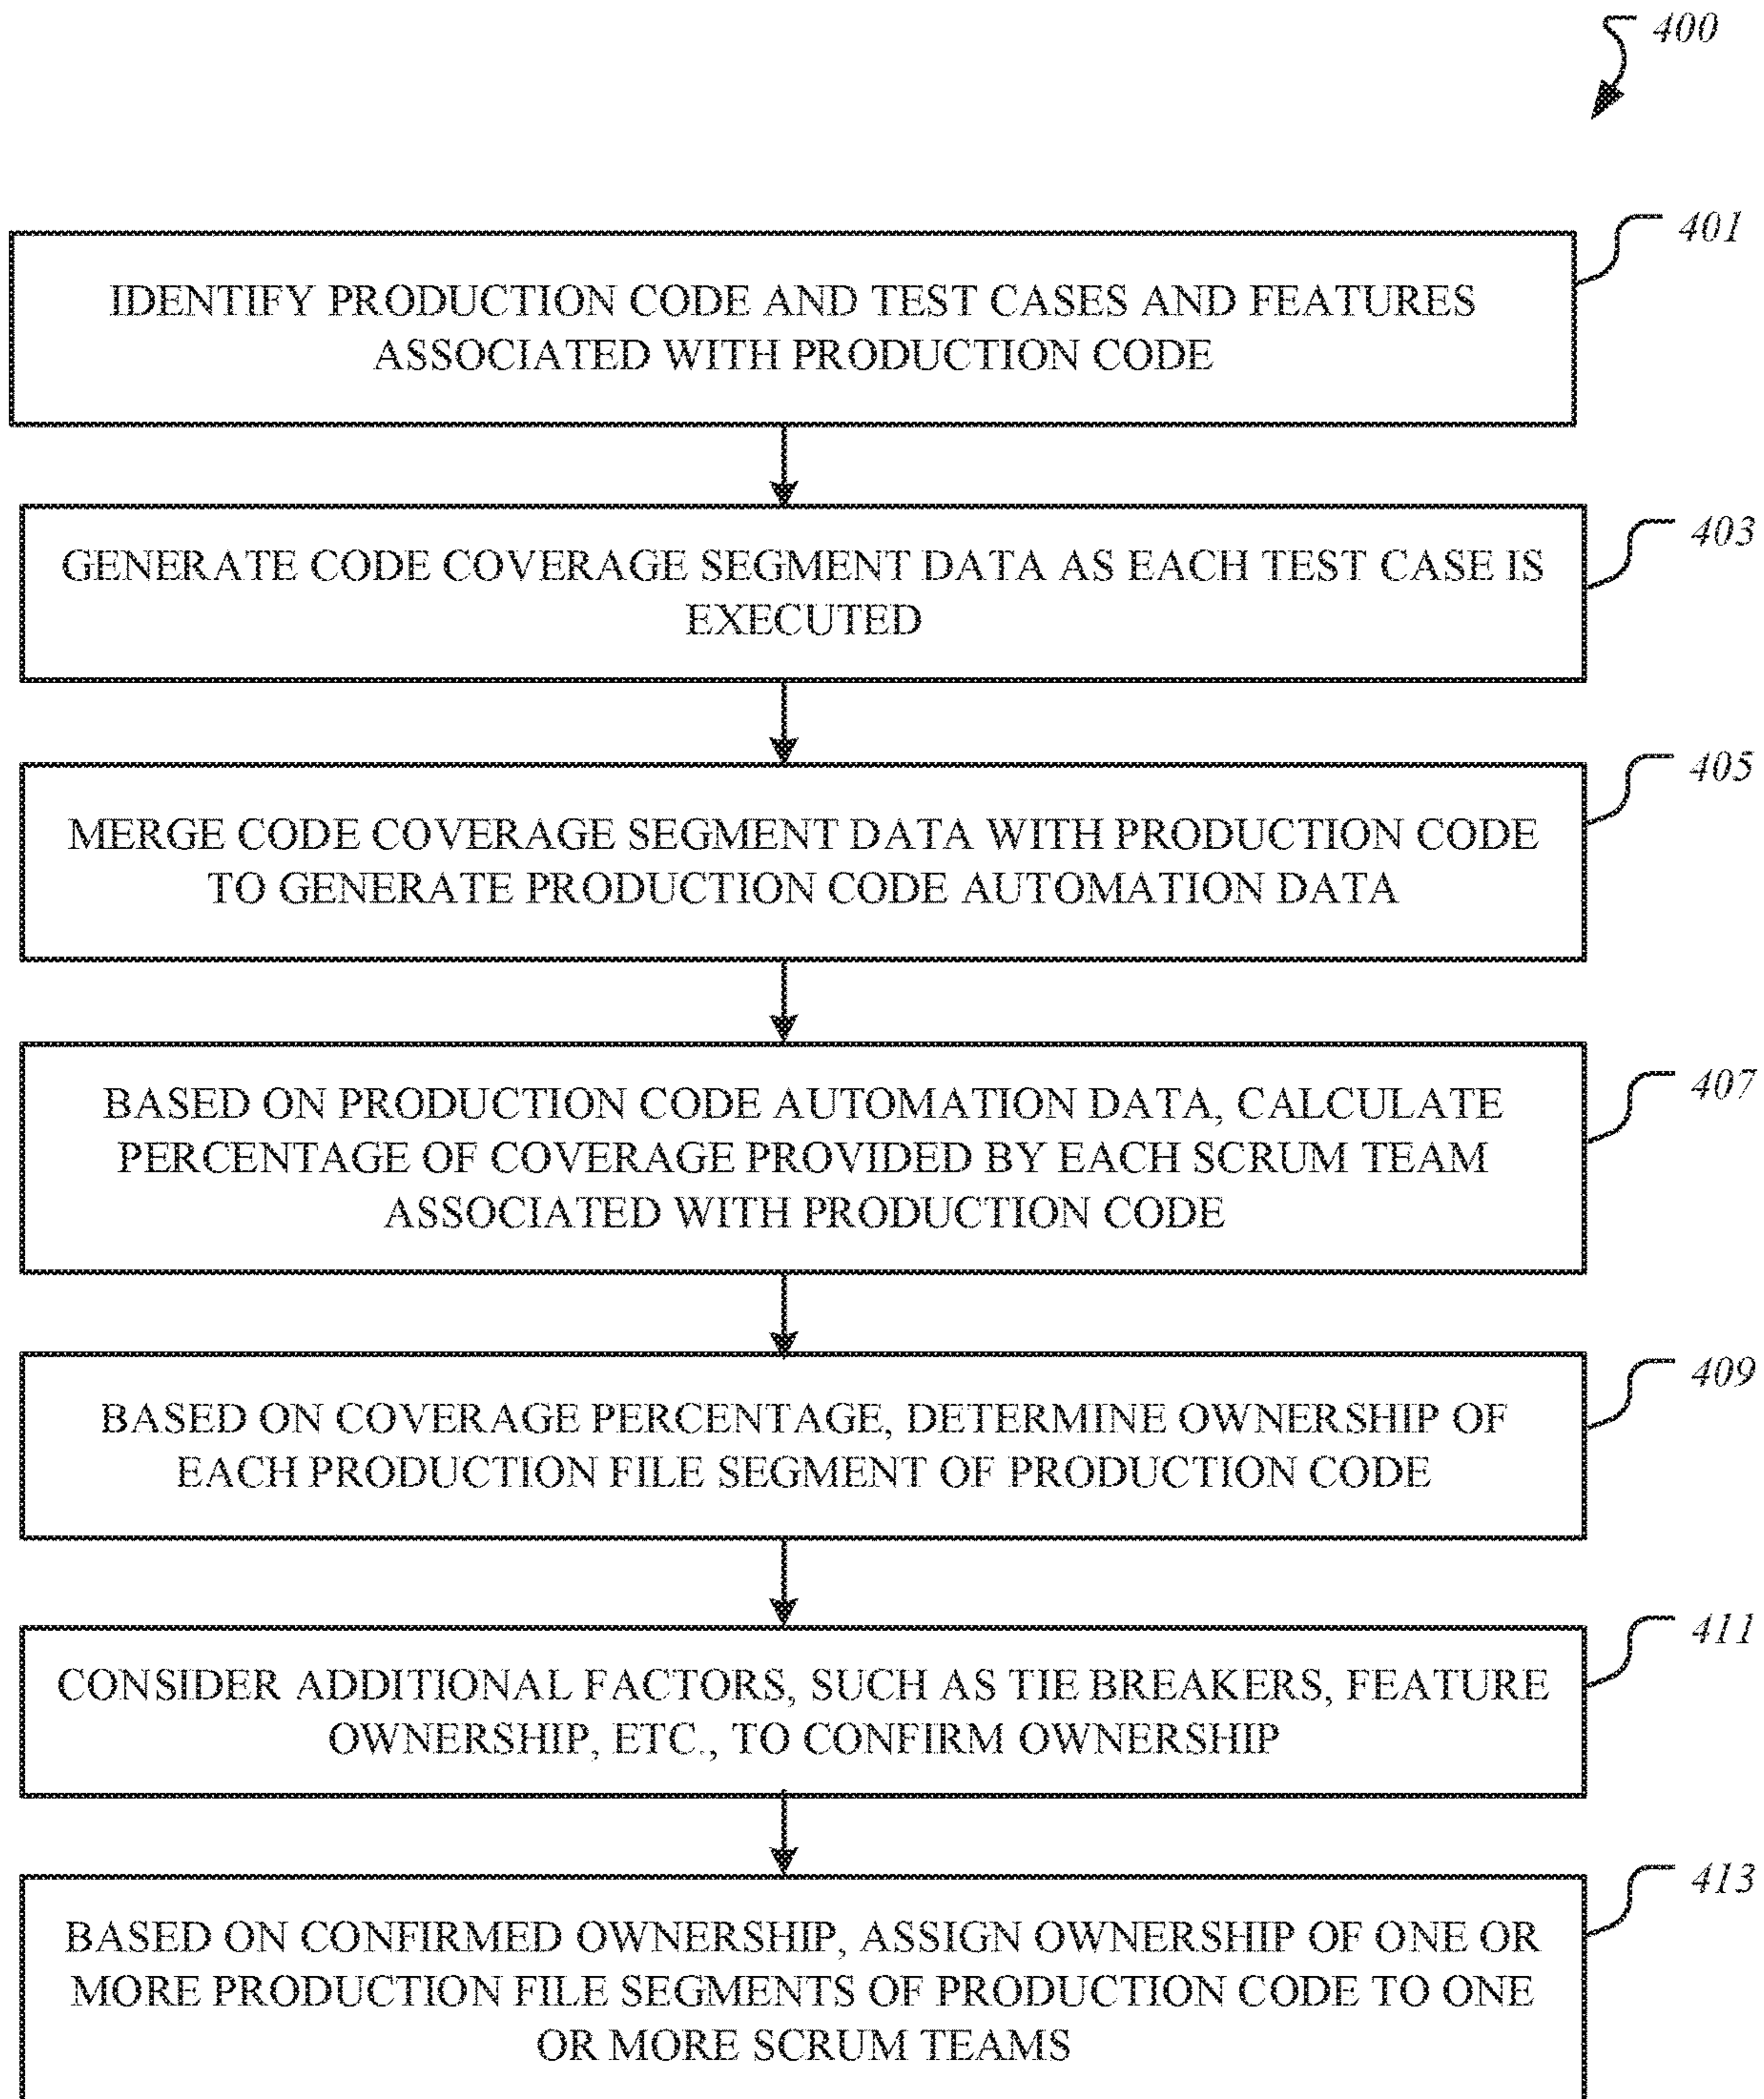 400
401
IDENTIFY PRODUCTION CODE AND TEST CASES AND FEATURES
ASSOCIATED WITH PRODUCTION CODE
403
GENERATE CODE COVERAGE SEGMENT DATA AS EACH TEST CASE IS
EXECUTED
405
MERGE CODE COVERAGE SEGMENT DATA WITH PRODUCTION CODE
TO GENERATE PRODUCTION CODE AUTOMATION DATA
407
BASED ON PRODUCTION CODE AUTOMATION DATA, CALCULATE
PERCENTAGE OF COVERAGE PROVIDED BY EACH SCRUM TEAM
ASSOCIATED WITH PRODUCTION CODE
409
BASED ON COVERAGE PERCENTAGE, DETERMINE OWNERSHIP OF
EACH PRODUCTION FILE SEGMENT OF PRODUCTION CODE
411
CONSIDER ADDITIONAL FACTORS, SUCH AS TIE BREAKERS, FEATURE
OWNERSHIP, ETC., TO CONFIRM OWNERSHIP
413
BASED ON CONFIRMED OWNERSHIP, ASSIGN OWNERSHIP OF ONE OR
MORE PRODUCTION FILE SEGMENTS OF PRODUCTION CODE TO ONE
OR MORE SCRUM TEAMS